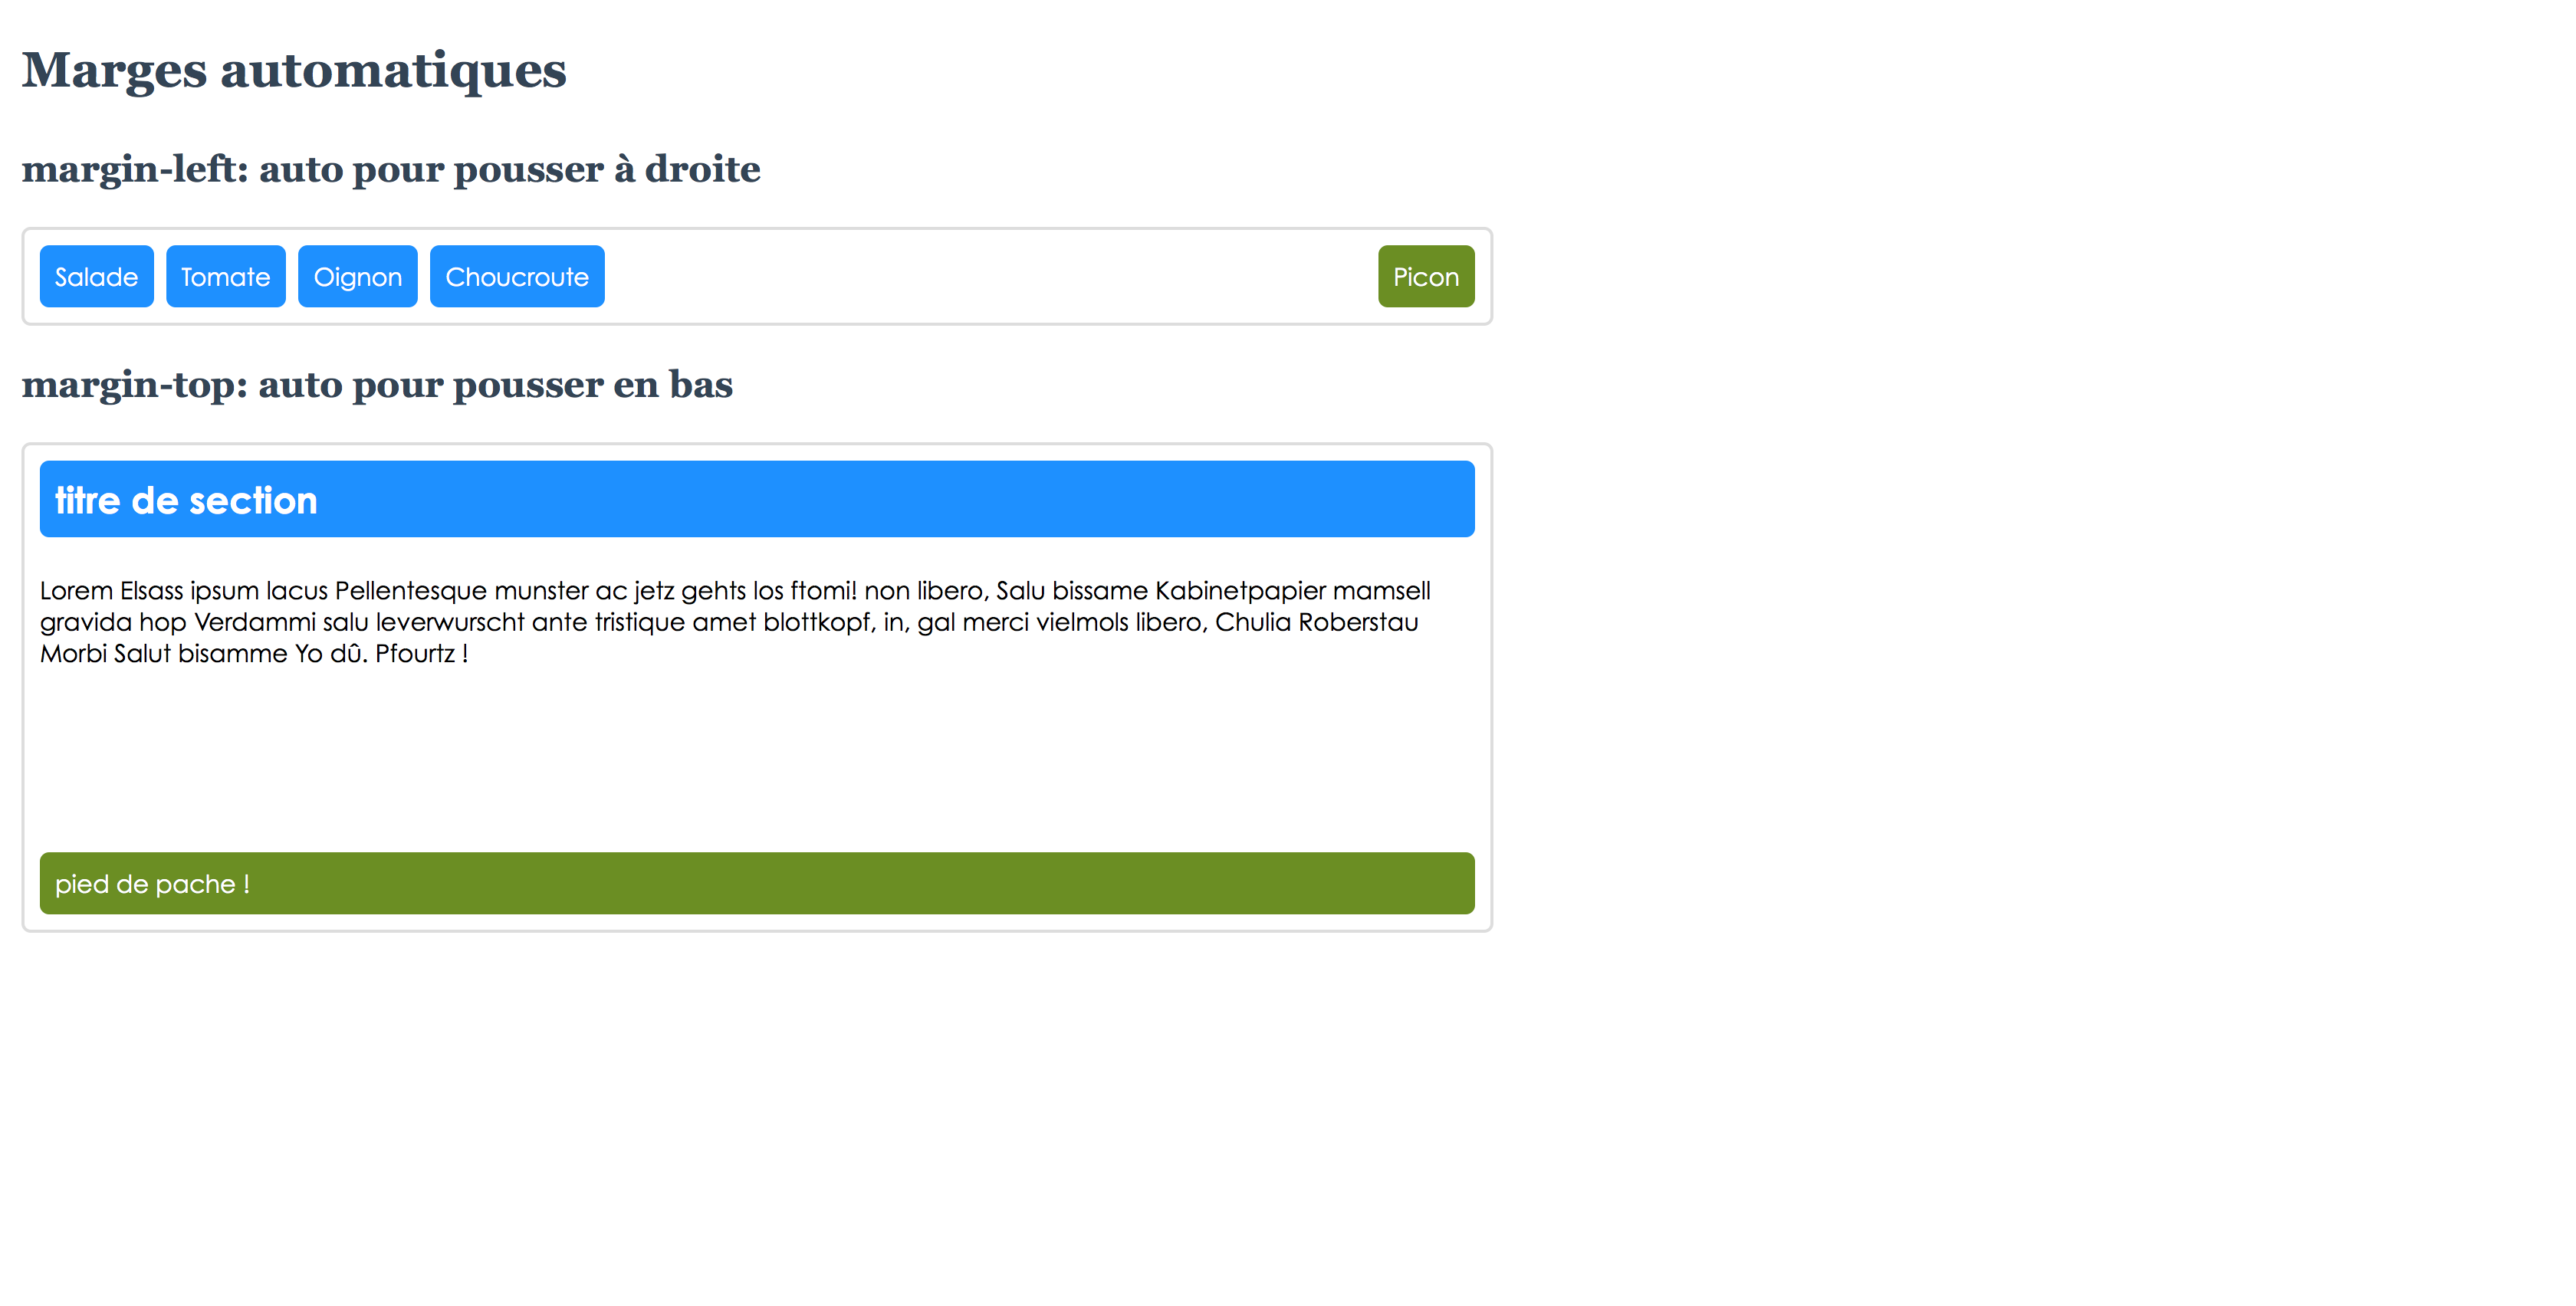 Marges automatiques
margin-left: auto pour pousser à droite
Salade Tomate Oignon Choucroute Picon
margin-top: auto pour pousser en bas
titre de section
Lorem Elsass ipsum lacus Pellentesque munster ac jetz gehts los ftomi! non libero, Salu bissame Kabinetpapier mamsell
gravida hop Verdammi salu leverwurscht ante tristique amet blottkopf, in, gal merci vielmols libero, Chulia Roberstau
Morbi Salut bisamme Yo dû. Pfourtz !
pied de pache !